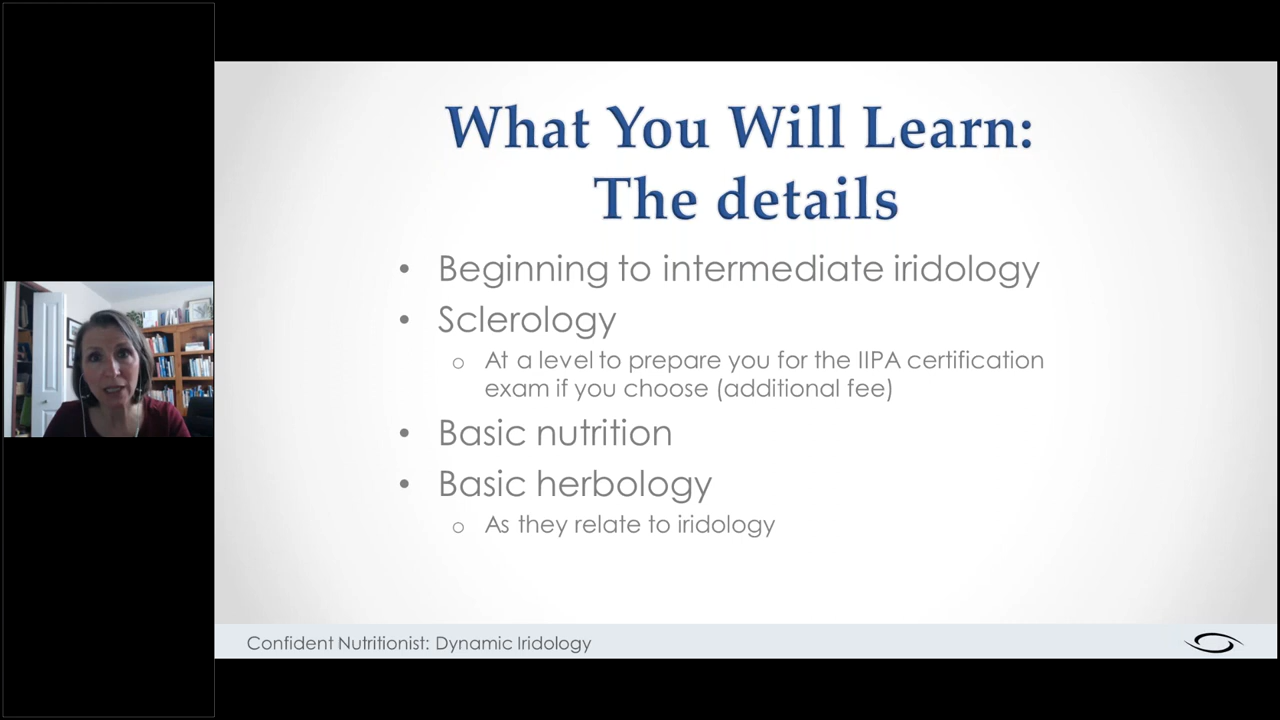 What You Will Learn:
The details
• Beginning to intermediate iridology
• Sclerology
o At a level to prepare you for the IIPA certification
exam if you choose (additional fee)
• Basic nutrition
• Basic herbology
o As they relate to iridology
Confident Nutritionist: Dynamic Iridology